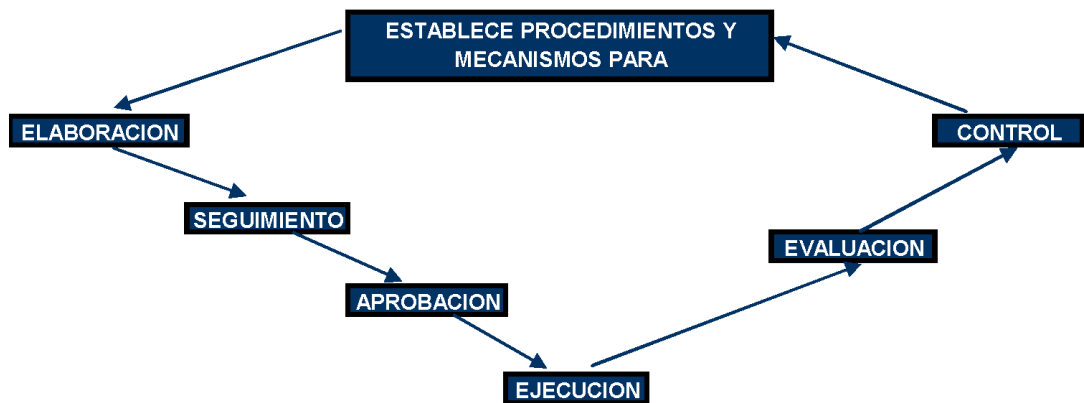 ESTABLECE PROCEDIMIENTOS Y
MECANISMOS PARA
ELABORACION
CONTROL
SEGUIMIENTO
EVALUACION
APROBACION
EJECUCION